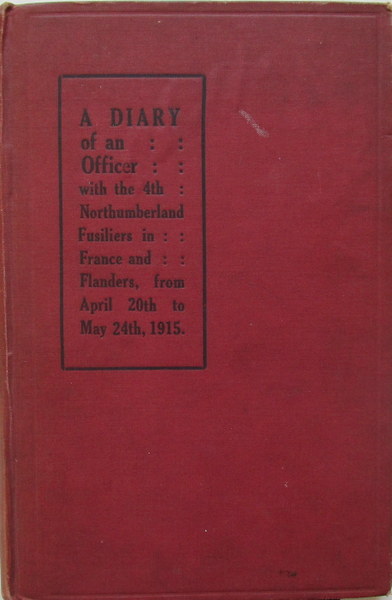 A DIARY
of an : :
Officer : :
with the 4th :
Northumberland
Fusiliers in : :
France and : :
Flanders, from
April 20th to
May 24th, 1915.